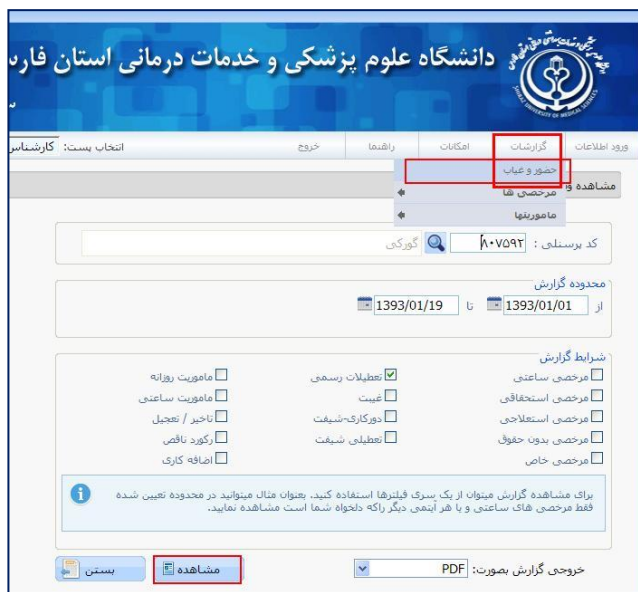 دانشگاه علوم پزشکی و خدمات درمانی استان فارس
ورود اطلاعات گزارشات امکانات راهنما خروج انتخاب پست: کارشناس
حضور و غیاب
مرخصی ها
ماموریتها
مشاهده و
کد پرسنلی : ۸۰۷۵۹۲ گورکی
محدوده گزارش
از 1393/01/01 تا 1393/01/19
شرایط گزارش
مرخصی ساعتی تعطیلات رسمی ماموریت روزانه
مرخصی استحقاقی غیبت ماموریت ساعتی
مرخصی استعلاجی دورکاری-شیفت تاخیر / تعجیل
مرخصی بدون حقوق تعطیلی شیفت رکورد ناقص
مرخصی خاص اضافه کاری
برای مشاهده گزارش میتوان از یک سری فیلترها استفاده کنید. بعنوان مثال میتوانید در محدوده تعیین شده
فقط مرخصی های ساعتی و یا هر آیتمی دیگر راکه دلخواه شما است مشاهده نمایید.
خروجی گزارش بصورت: PDF مشاهده بستن